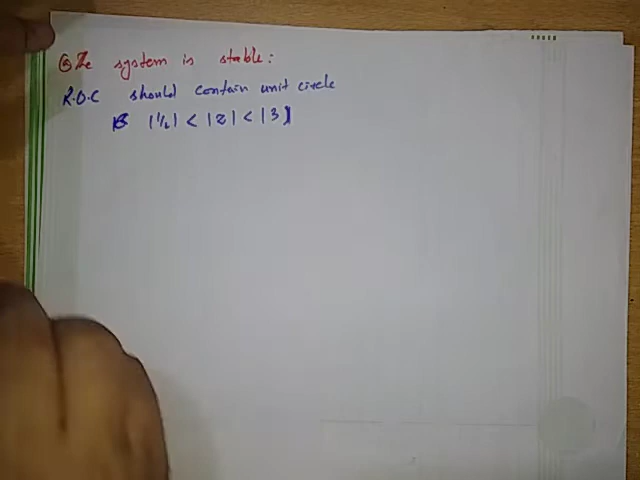 ⓐ The system is stable:
R.O.C should contain unit circle
|1/2| < |z| < |3|